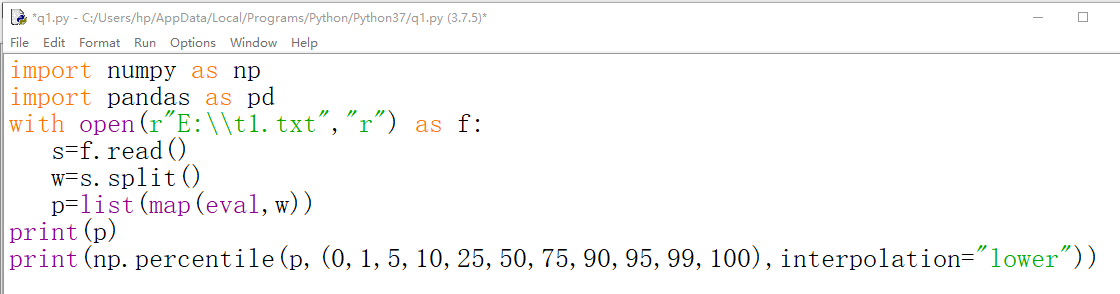 *q1.py - C:/Users/hp/AppData/Local/Programs/Python/Python37/q1.py (3.7.5)*
File Edit Format Run Options Window Help
import numpy as np
import pandas as pd
with open(r"E:\\t1.txt","r") as f:
   s=f.read()
   w=s.split()
   p=list(map(eval,w))
print(p)
print(np.percentile(p,(0,1,5,10,25,50,75,90,95,99,100),interpolation="lower"))